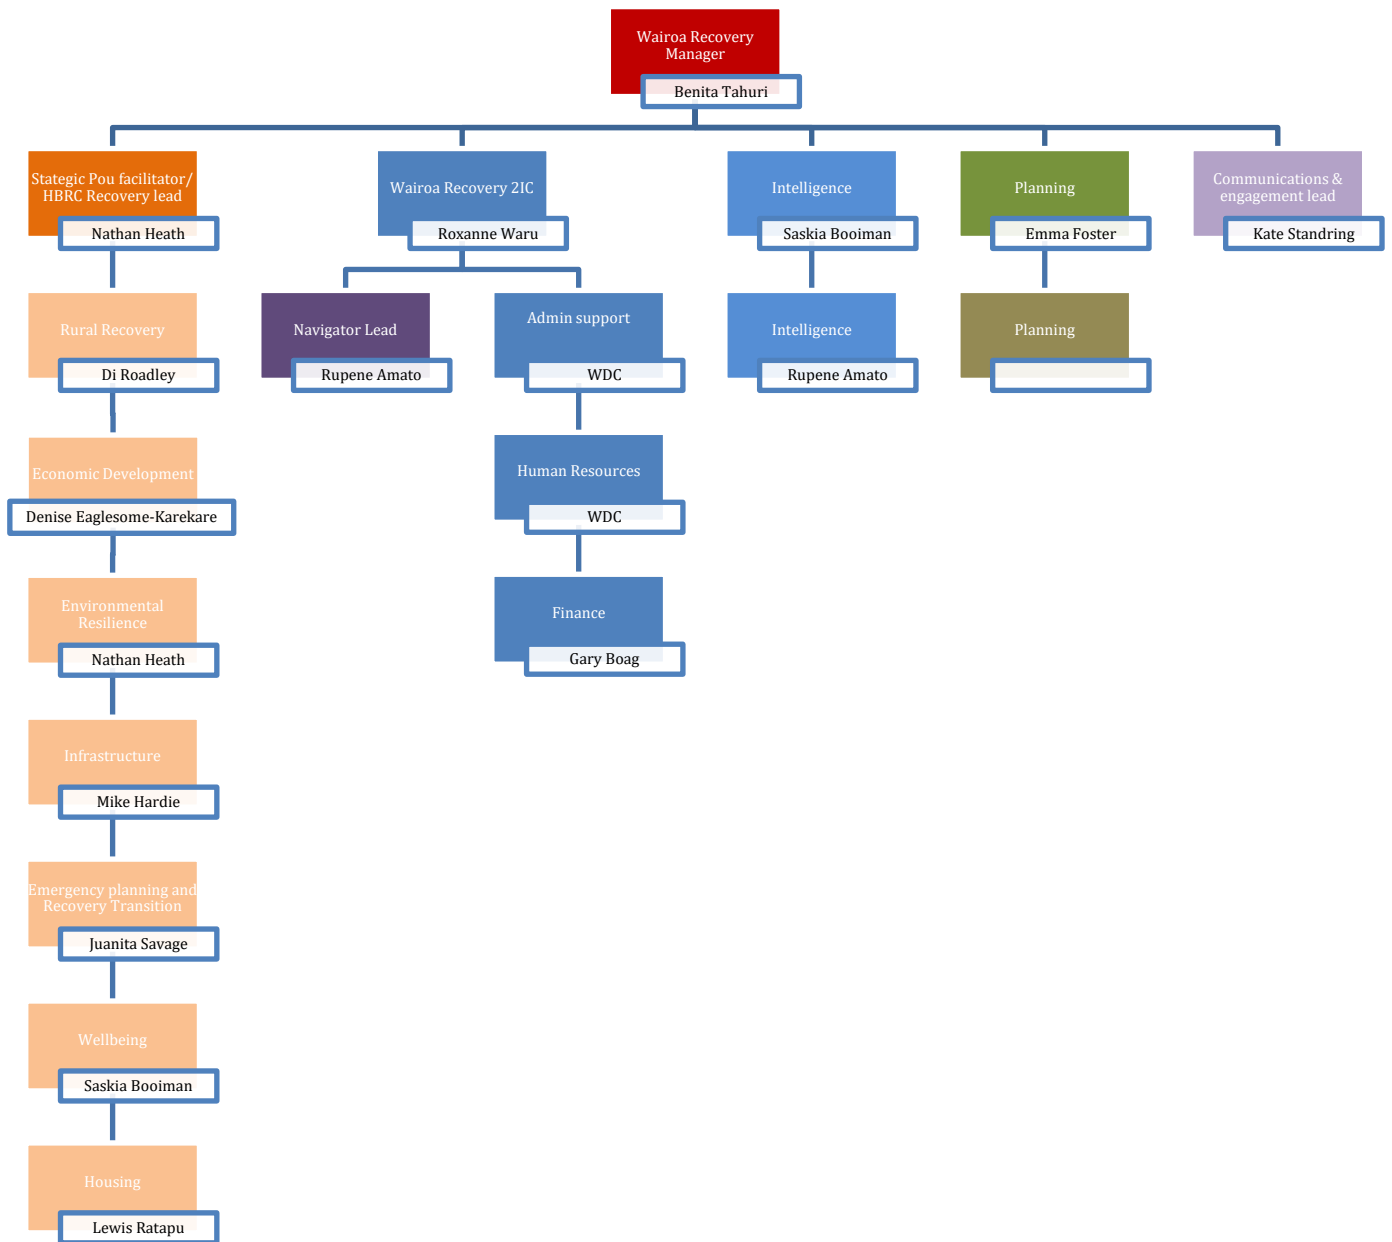 Wairoa Recovery
Manager
Benita Tahuri
Stategic Pou facilitator/
HBRC Recovery lead
Nathan Heath
Wairoa Recovery 2IC
Roxanne Waru
Intelligence
Saskia Booiman
Planning
Emma Foster
Communications &
engagement lead
Kate Standring
Rural Recovery
Di Roadley
Navigator Lead
Rupene Amato
Admin support
WDC
Intelligence
Rupene Amato
Planning
Economic Development
Denise Eaglesome-Karekare
Human Resources
WDC
Environmental
Resilience
Nathan Heath
Finance
Gary Boag
Infrastructure
Mike Hardie
Emergency planning and
Recovery Transition
Juanita Savage
Wellbeing
Saskia Booiman
Housing
Lewis Ratapu